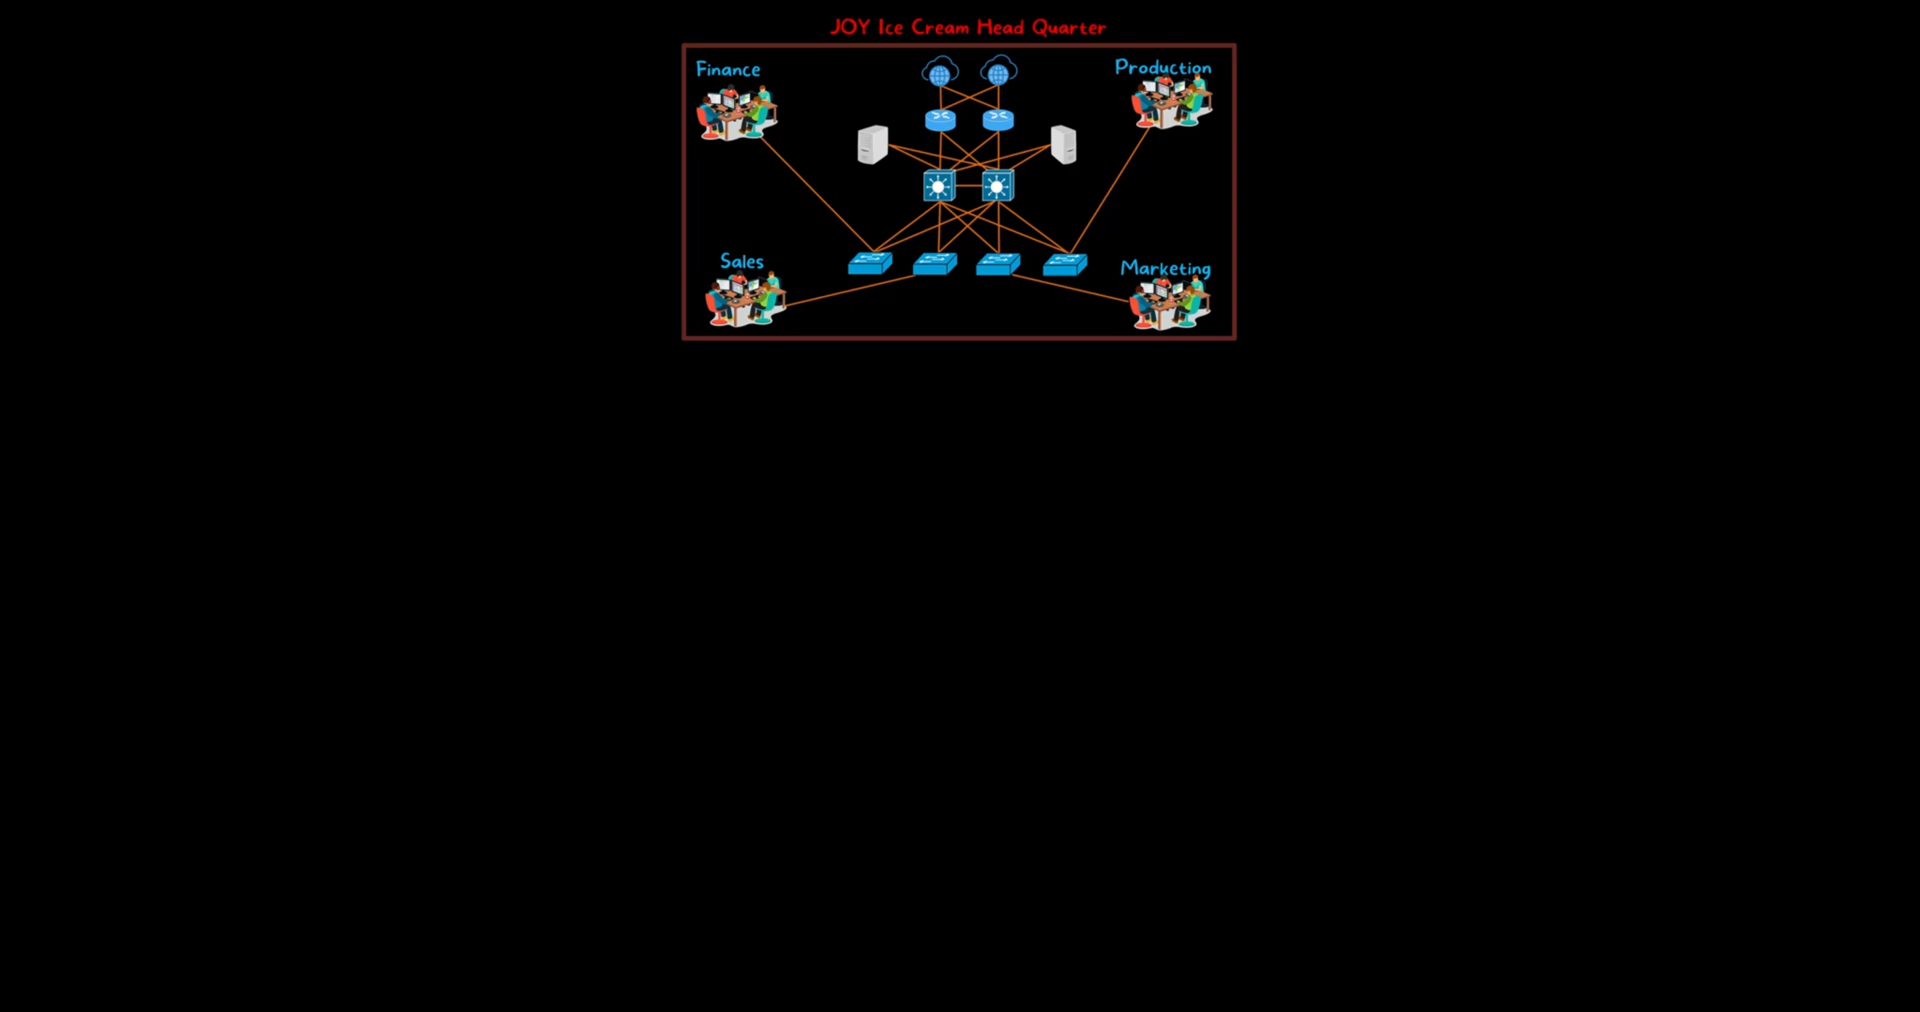 JOY Ice Cream Head Quarter
Finance
Production
Sales
Marketing